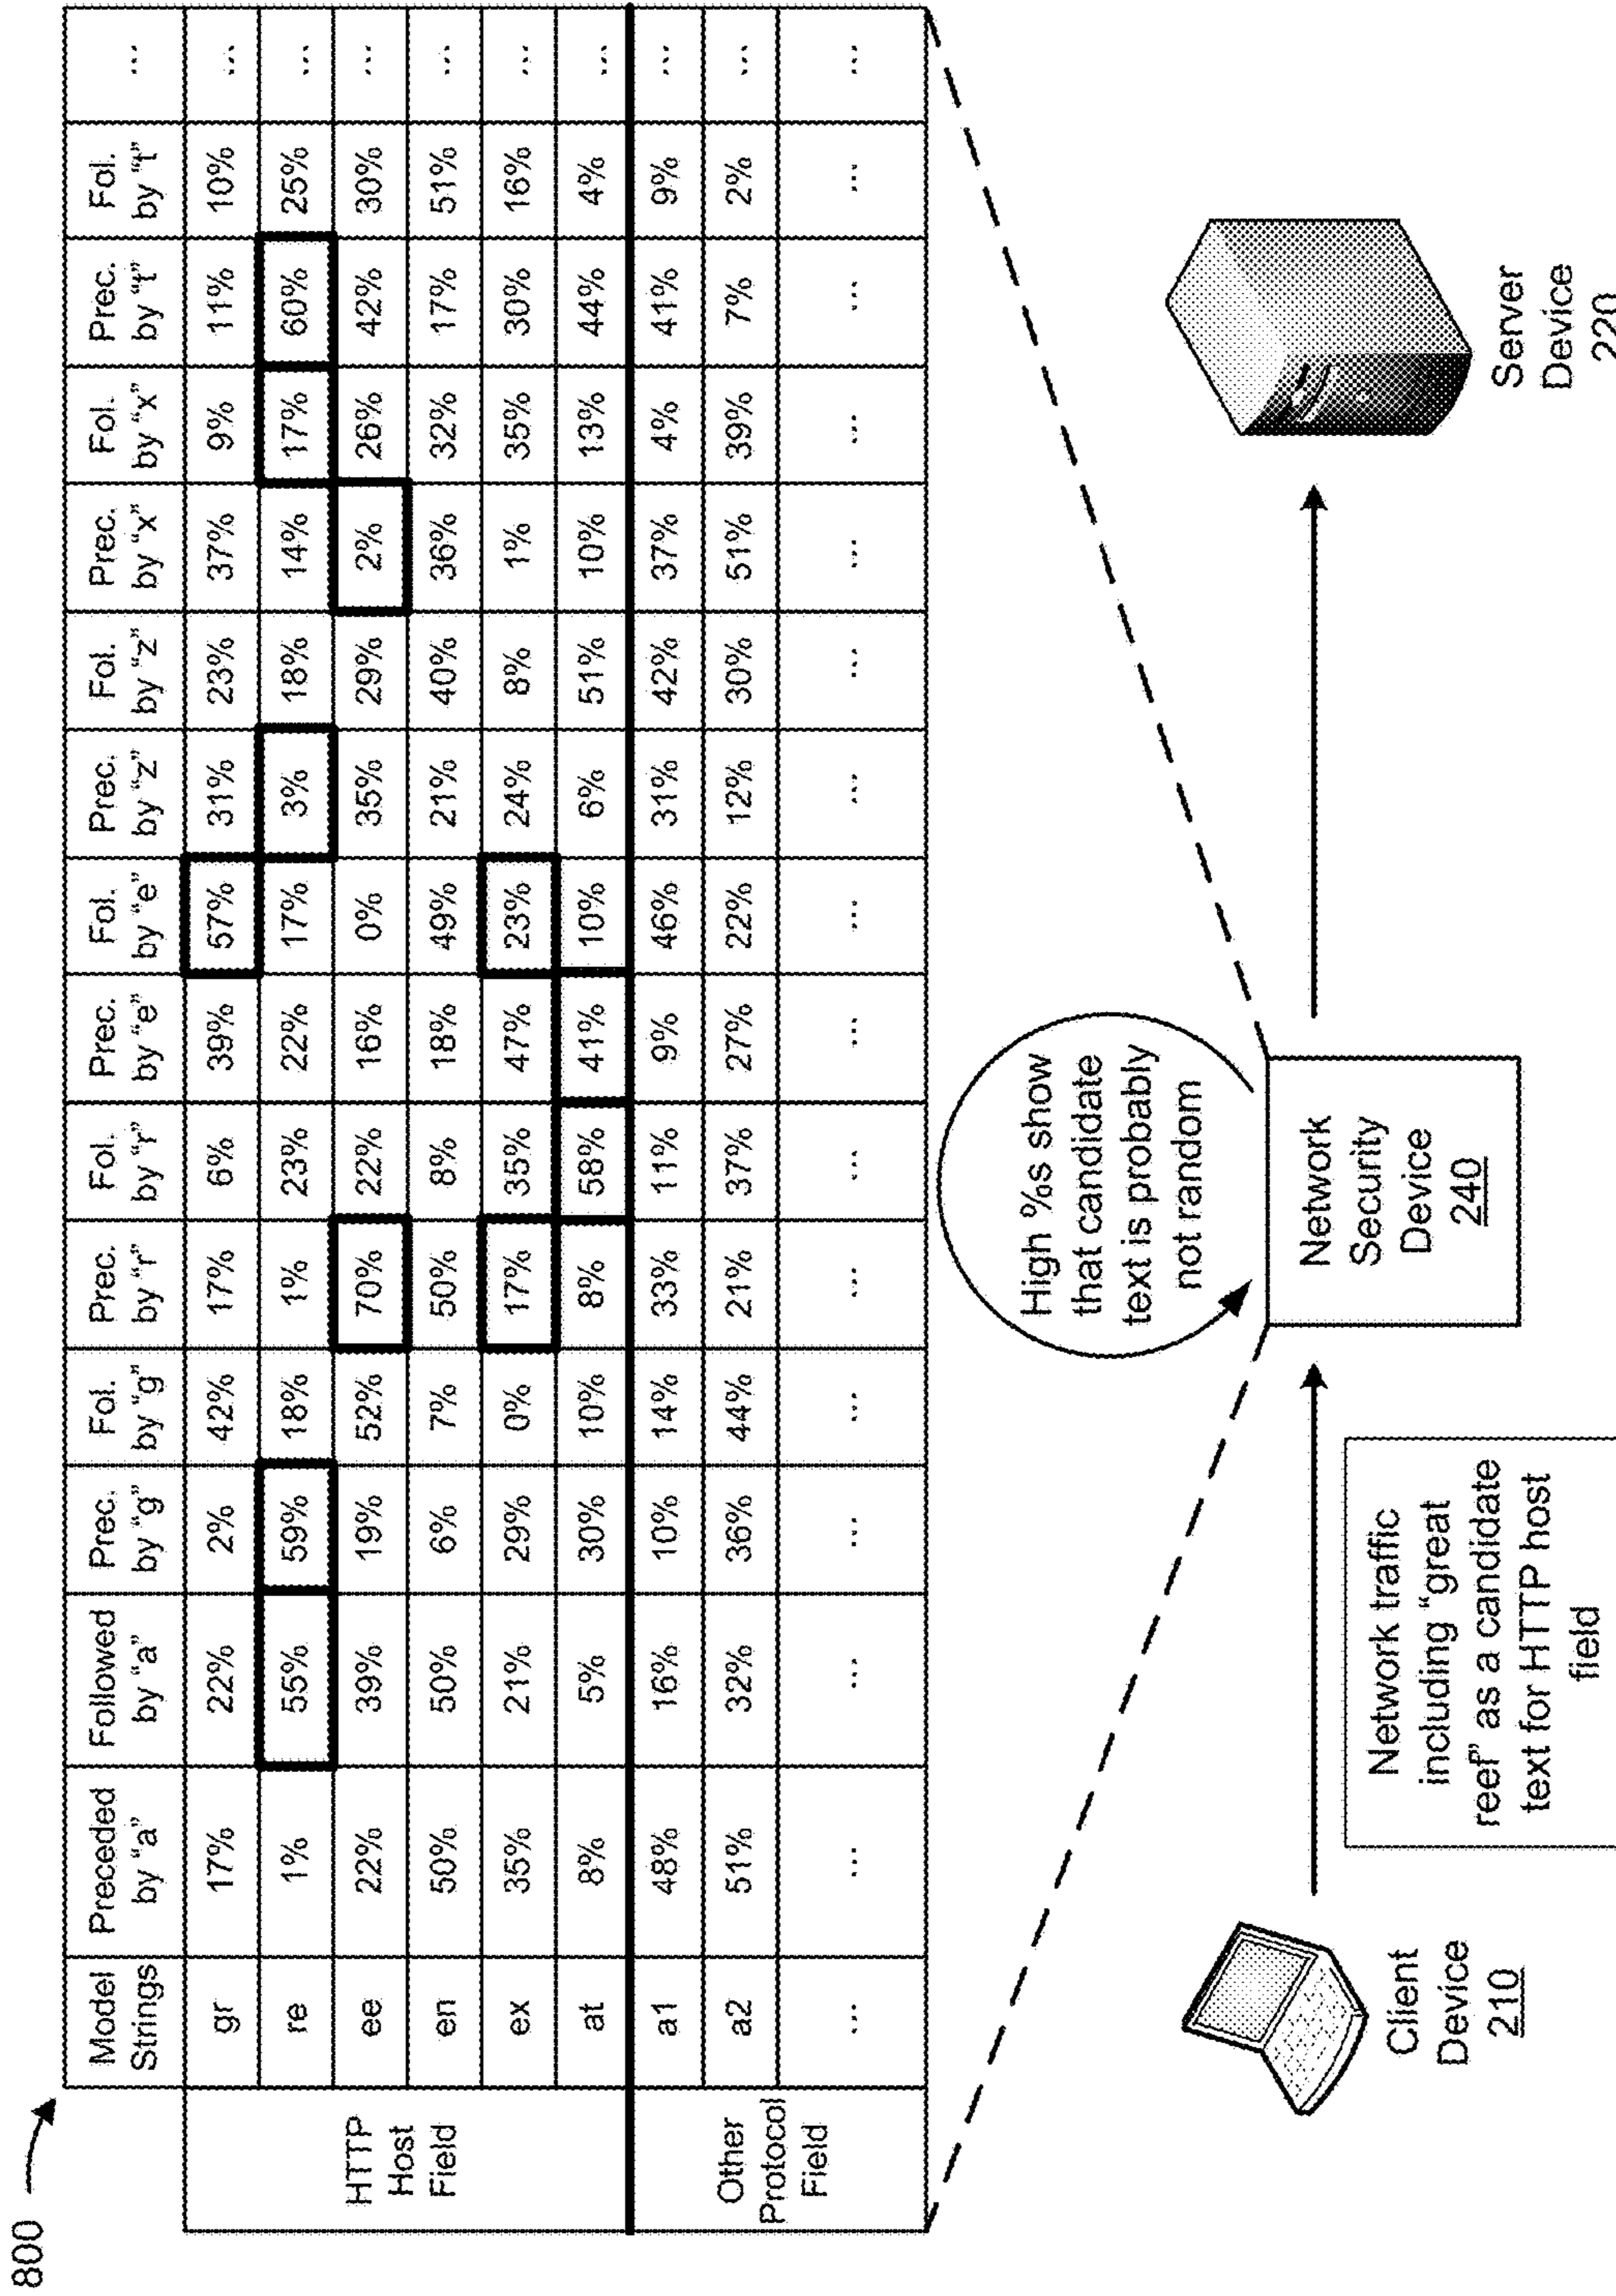 800
Model Strings | Preceded by "a" | Followed by "a" | Prec. by "g" | Fol. by "g" | Prec. by "r" | Fol. by "r" | Prec. by "e" | Fol. by "e" | Prec. by "z" | Fol. by "z" | Prec. by "x" | Fol. by "x" | Prec. by "t" | Fol. by "t" | ...
HTTP
Host
Field
gr | 17% | 22% | 2% | 42% | 17% | 6% | 39% | 57% | 31% | 23% | 37% | 9% | 11% | 10% | ...
re | 1% | 55% | 59% | 18% | 1% | 23% | 22% | 17% | 3% | 18% | 14% | 17% | 60% | 25% | ...
ee | 22% | 39% | 19% | 52% | 70% | 22% | 16% | 0% | 35% | 29% | 2% | 26% | 42% | 30% | ...
en | 50% | 50% | 6% | 7% | 50% | 8% | 18% | 49% | 21% | 40% | 36% | 32% | 17% | 51% | ...
ex | 35% | 21% | 29% | 0% | 17% | 35% | 47% | 23% | 24% | 8% | 1% | 35% | 30% | 16% | ...
at | 8% | 5% | 30% | 10% | 8% | 58% | 41% | 10% | 6% | 51% | 10% | 13% | 44% | 4% | ...
Other
Protocol
Field
a1 | 48% | 16% | 10% | 14% | 33% | 11% | 9% | 46% | 31% | 42% | 37% | 4% | 41% | 9% | ...
a2 | 51% | 32% | 36% | 44% | 21% | 37% | 27% | 22% | 12% | 30% | 51% | 39% | 7% | 2% | ...
... | ... | ... | ... | ... | ... | ... | ... | ... | ... | ... | ... | ... | ... | ... | ...
High %s show
that candidate
text is probably
not random
Client
Device
210
Network traffic
including "great
reef" as a candidate
text for HTTP host
field
Network
Security
Device
240
Server
Device
220